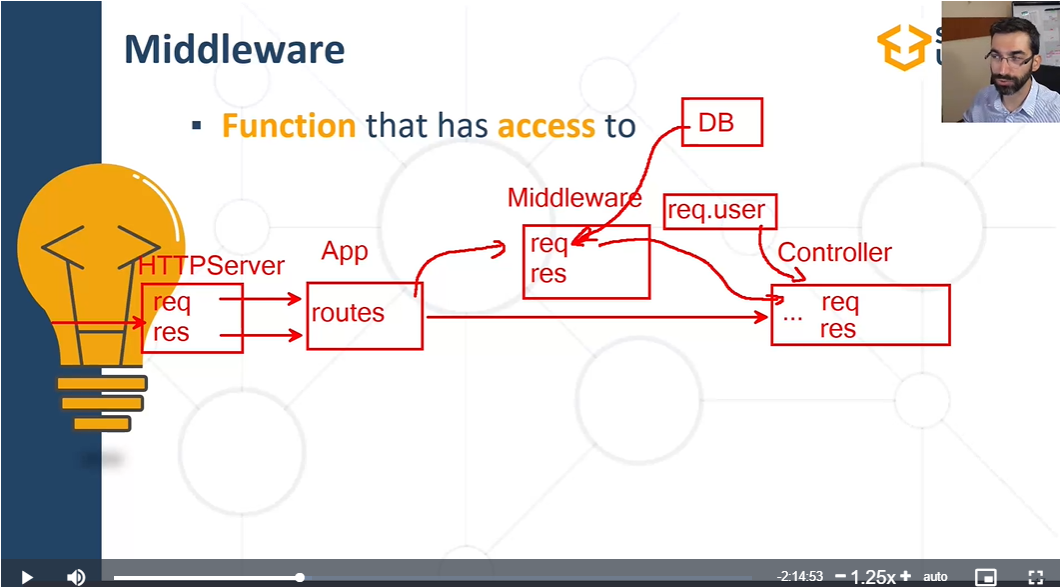 Middleware
▪ Function that has access to
DB
Middleware
req.user
req
res
Controller
App
HTTPServer
req
res
routes
... req
res
-2:14:53
1.25x
auto